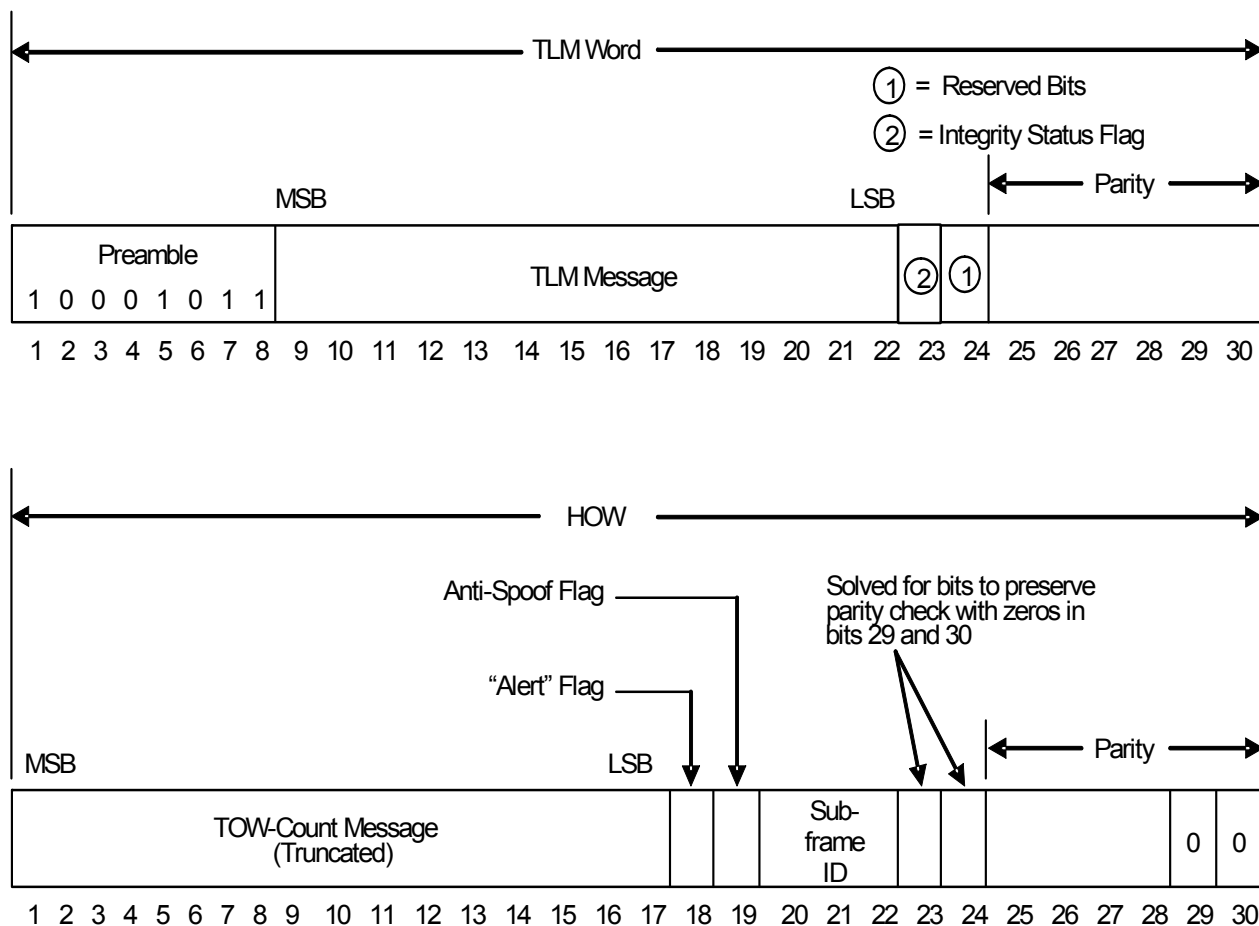 TLM Word
1 = Reserved Bits
2 = Integrity Status Flag
Parity
MSB
LSB
Preamble
1 0 0 0 1 0 1 1
TLM Message
2
1
1 2 3 4 5 6 7 8 9 10 11 12 13 14 15 16 17 18 19 20 21 22 23 24 25 26 27 28 29 30
HOW
Anti-Spoof Flag
Solved for bits to preserve
parity check with zeros in
bits 29 and 30
“Alert” Flag
Parity
MSB
LSB
TOW-Count Message
(Truncated)
Sub-
frame
ID
0 0
1 2 3 4 5 6 7 8 9 10 11 12 13 14 15 16 17 18 19 20 21 22 23 24 25 26 27 28 29 30